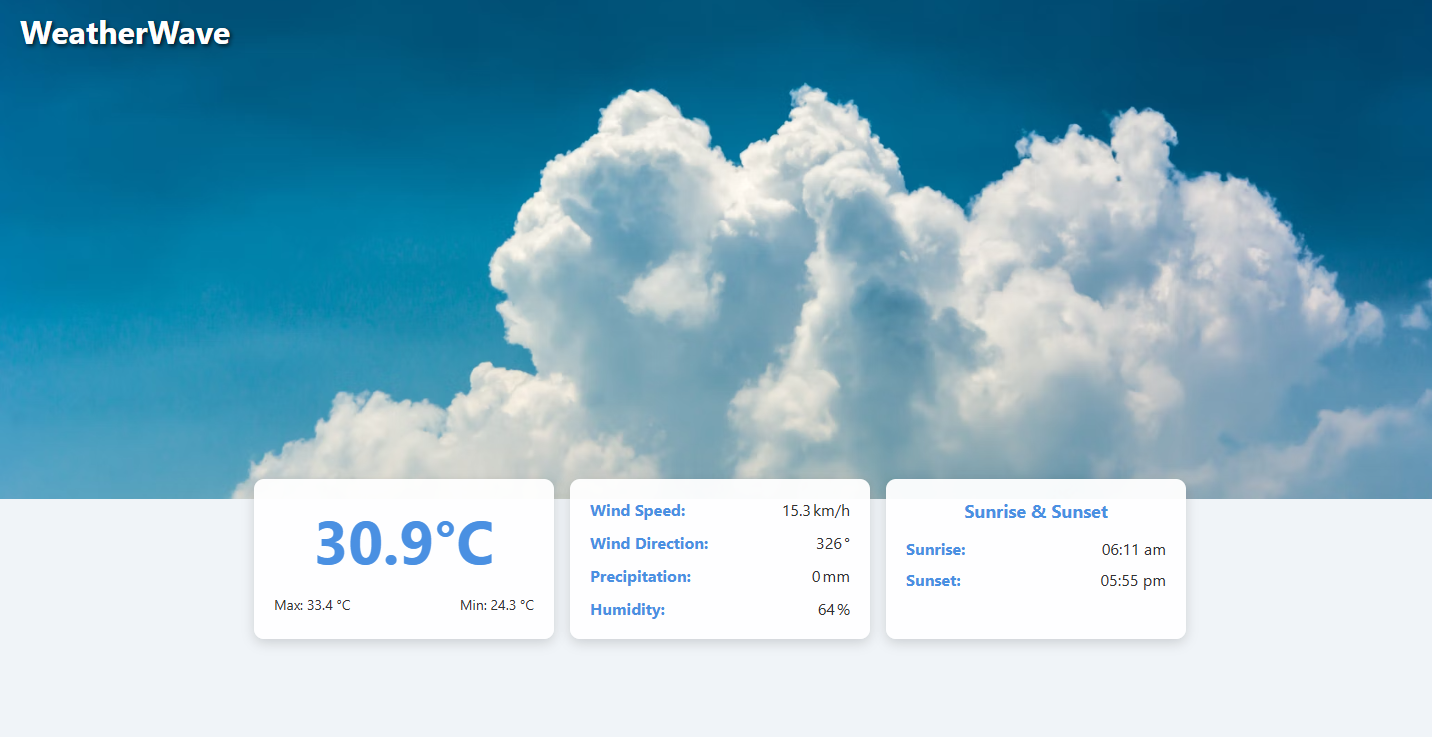 WeatherWave
30.9°C
Max: 33.4 °C Min: 24.3 °C
Wind Speed: 15.3 km/h
Wind Direction: 326 °
Precipitation: 0 mm
Humidity: 64 %
Sunrise & Sunset
Sunrise: 06:11 am
Sunset: 05:55 pm